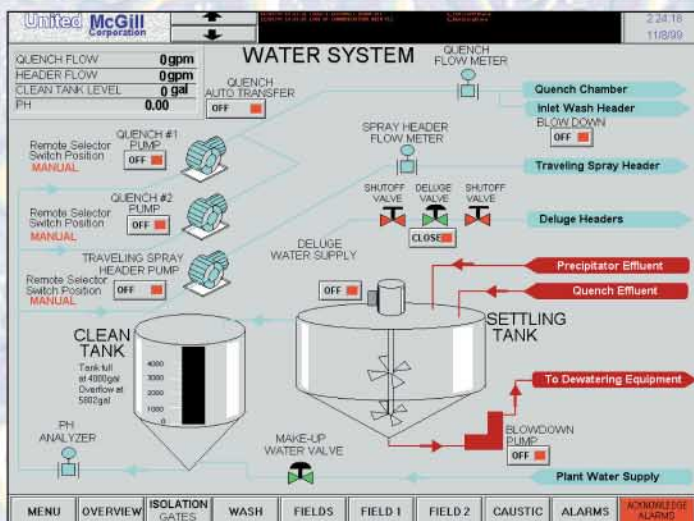 United McGill
Corporation
2:24:18
11/8/99
WATER SYSTEM
QUENCH FLOW 0gpm
HEADER FLOW 0gpm
CLEAN TANK LEVEL 0 gal
PH 0.00
QUENCH
AUTO TRANSFER
OFF
QUENCH
FLOW METER
Quench Chamber
Inlet Wash Header
BLOW DOWN
OFF
QUENCH #1
PUMP
OFF
Remote Selector
Switch Position
MANUAL
SPRAY HEADER
FLOW METER
Traveling Spray Header
QUENCH #2
PUMP
OFF
Remote Selector
Switch Position
MANUAL
SHUTOFF
VALVE
DELUGE
VALVE
SHUTOFF
VALVE
CLOSE
Deluge Headers
TRAVELING SPRAY
HEADER PUMP
OFF
Remote Selector
Switch Position
MANUAL
DELUGE
WATER SUPPLY
OFF
Precipitator Effluent
Quench Effluent
CLEAN
TANK
Tank full
at 4000gal
Overflow at
5802gal
4000
3000
2000
1000
0
SETTLING
TANK
To Dewatering Equipment
PH
ANALYZER
MAKE-UP
WATER VALVE
BLOWDOWN
PUMP
OFF
Plant Water Supply
MENU
OVERVIEW
ISOLATION
GATES
WASH
FIELDS
FIELD 1
FIELD 2
CAUSTIC
ALARMS
ACKNOWLEDGE
ALARMS